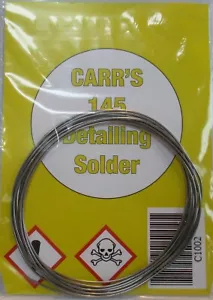 CARR'S
145
Detailing
Solder
C1002